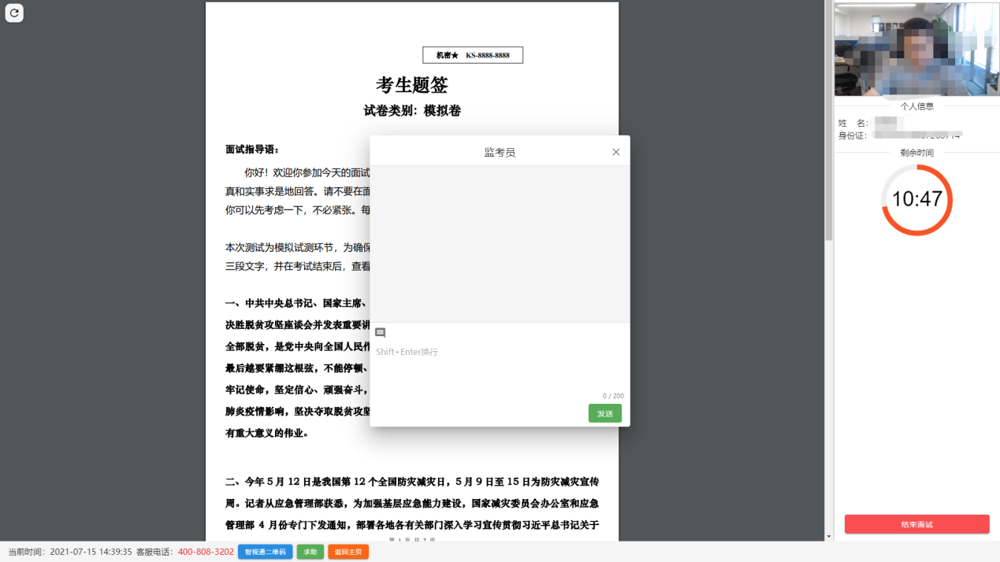 机密★ KS-8888-8888
考生题签
试卷类别：模拟卷
面试指导语：
你好！欢迎你参加今天的面试
真和实事求是地回答。请不要在面
你可以先考虑一下，不必紧张。每
本次测试为模拟试测环节，为确保
三段文字，并在考试结束后，查看
一、中共中央总书记、国家主席、
决胜脱贫攻坚座谈会并发表重要讲
全部脱贫，是党中央向全国人民作
最后越要紧绷这根弦，不能停顿、
牢记使命，坚定信心、顽强奋斗，
肺炎疫情影响，坚决夺取脱贫攻坚
有重大意义的伟业。
二、今年 5 月 12 日是我国第 12 个全国防灾减灾日，5 月 9 日至 15 日为防灾减灾宣传
周。记者从应急管理部获悉，为加强基层应急能力建设，国家减灾委员会办公室和应急
管理部 4 月份专门下发通知，部署各地各有关部门深入学习宣传贯彻习近平总书记关于
第 1 页 共 2 页
监考员
Shift+Enter换行
0 / 200
发送
个人信息
姓 名：
身份证：
剩余时间
10:47
结束面试
当前时间：2021-07-15 14:39:35 客服电话：400-808-3202 智视通二维码 求助 返回主页